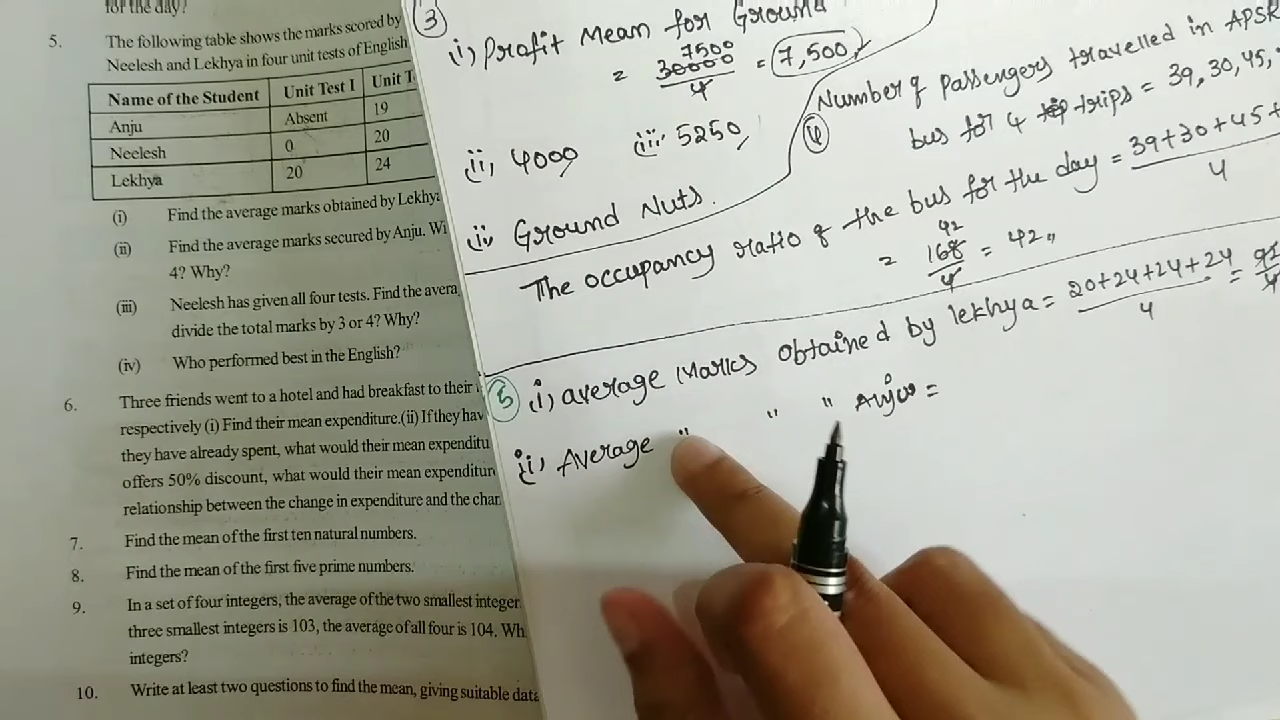 for the day?
5. The following table shows the marks scored by
Neelesh and Lekhya in four unit tests of English
Name of the Student Unit Test I Unit T
Anju Absent 19
Neelesh 0 20
Lekhya 20 24
(i) Find the average marks obtained by Lekhy
(ii) Find the average marks secured by Anju. Wi
4? Why?
(iii) Neelesh has given all four tests. Find the avera
divide the total marks by 3 or 4? Why?
(iv) Who performed best in the English?
6. Three friends went to a hotel and had breakfast to their
respectively (i) Find their mean expenditure.(ii) If they hav
they have already spent, what would their mean expenditu
offers 50% discount, what would their mean expenditur
relationship between the change in expenditure and the chan
7. Find the mean of the first ten natural numbers.
8. Find the mean of the first five prime numbers.
9. In a set of four integers, the average of the two smallest integer
three smallest integers is 103, the average of all four is 104. Wh
integers?
10. Write at least two questions to find the mean, giving suitable data
(3)
(i) Profit Mean for Ground
7500
= 30000/4 = 7,500
(ii) 4000 (iii) 5250
(iv Ground Nuts.
(4) Number of Passengers travelled in APSR
bus for 4 trips = 39, 30, 45,
The occupancy ratio of the bus for the day = 39+30+45+
4
42
= 168/4 = 42
(5) (i) average Marks obtained by lekhya = 20+24+24+24/4 =
(ii) Average " " " Anju =